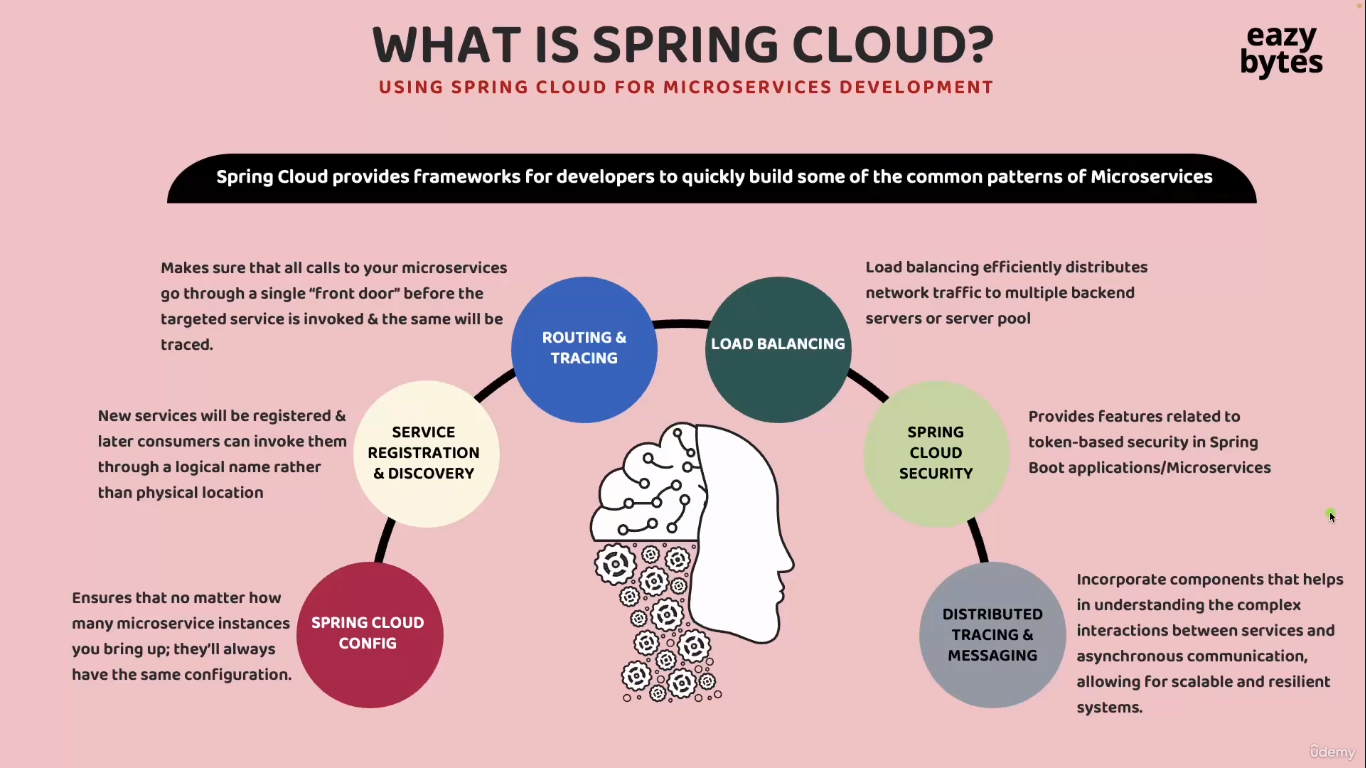 WHAT IS SPRING CLOUD?
USING SPRING CLOUD FOR MICROSERVICES DEVELOPMENT
eazy
bytes
Spring Cloud provides frameworks for developers to quickly build some of the common patterns of Microservices
Makes sure that all calls to your microservices
go through a single “front door” before the
targeted service is invoked & the same will be
traced.
ROUTING &
TRACING
LOAD BALANCING
Load balancing efficiently distributes
network traffic to multiple backend
servers or server pool
New services will be registered &
later consumers can invoke them
through a logical name rather
than physical location
SERVICE
REGISTRATION
& DISCOVERY
SPRING
CLOUD
SECURITY
Provides features related to
token-based security in Spring
Boot applications/Microservices
Ensures that no matter how
many microservice instances
you bring up; they’ll always
have the same configuration.
SPRING CLOUD
CONFIG
DISTRIBUTED
TRACING &
MESSAGING
Incorporate components that helps
in understanding the complex
interactions between services and
asynchronous communication,
allowing for scalable and resilient
systems.
ûdemy